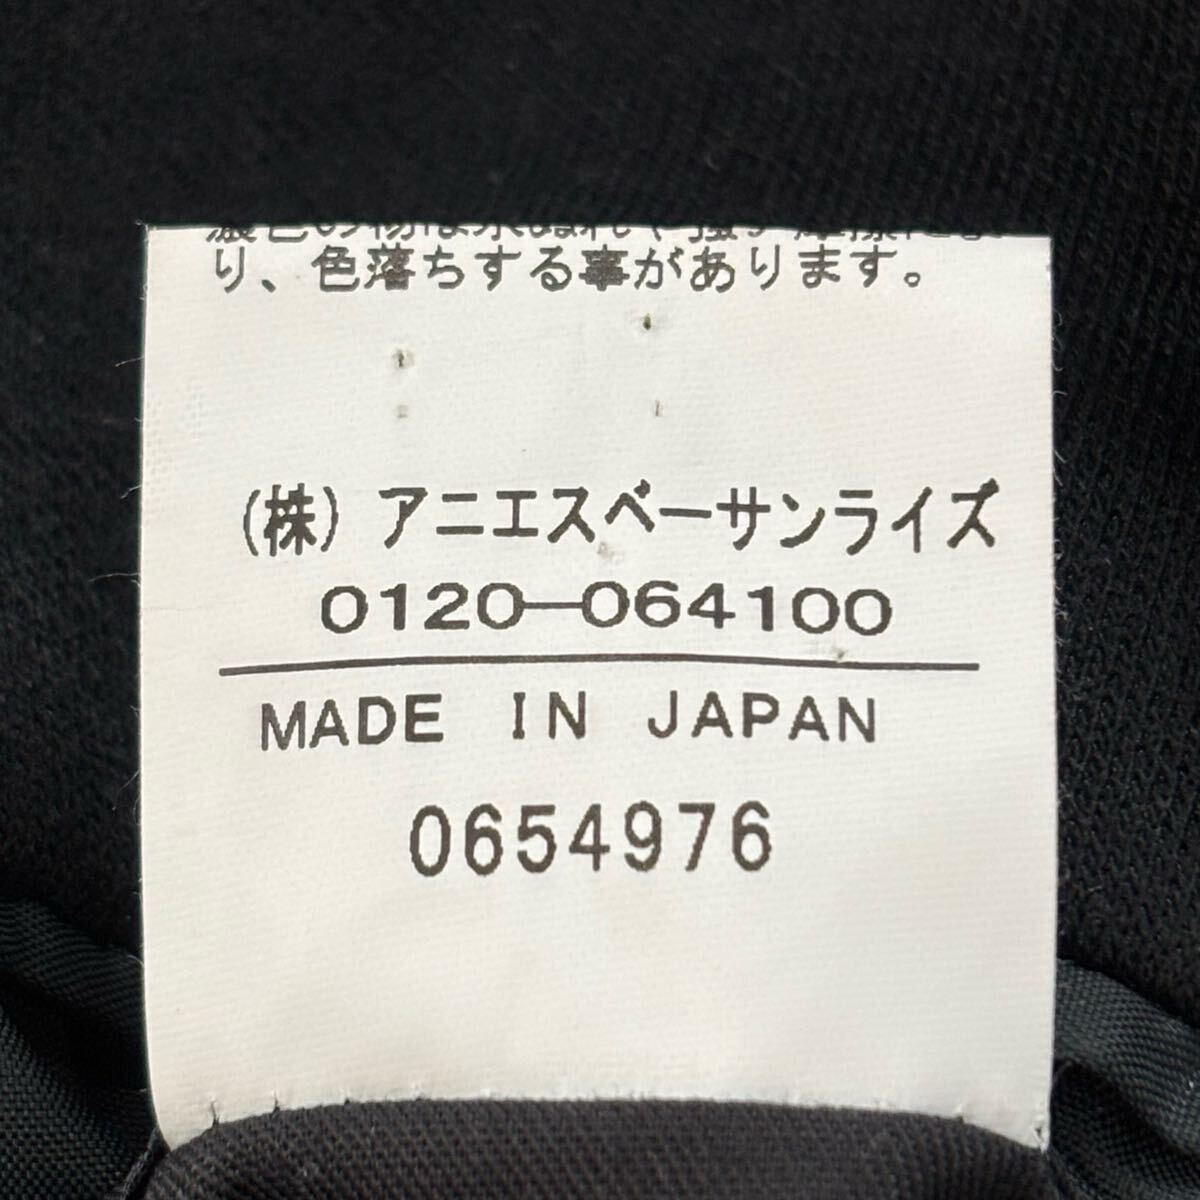 り、色落ちする事があります。
(株) アニエスベーサンライズ
0120-064100
MADE IN JAPAN
0654976